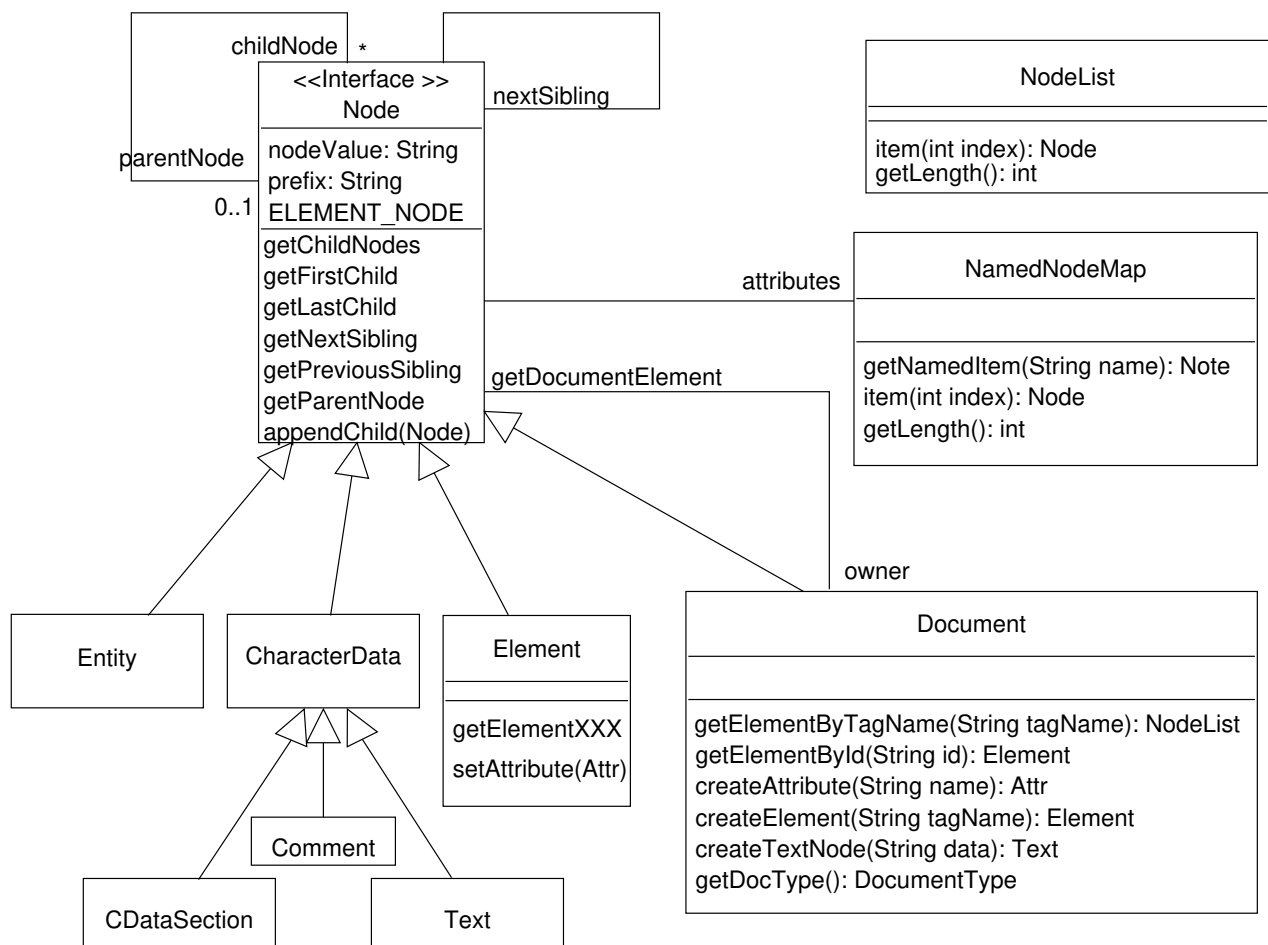 childNode *
<<Interface >>
Node
nextSibling
parentNode
0..1
nodeValue: String
prefix: String
ELEMENT_NODE
getChildNodes
getFirstChild
getLastChild
getNextSibling
getPreviousSibling
getParentNode
appendChild(Node)
NodeList
item(int index): Node
getLength(): int
attributes
NamedNodeMap
getNamedItem(String name): Note
item(int index): Node
getLength(): int
getDocumentElement
owner
Entity
CharacterData
Element
getElementXXX
setAttribute(Attr)
Document
getElementByTagName(String tagName): NodeList
getElementById(String id): Element
createAttribute(String name): Attr
createElement(String tagName): Element
createTextNode(String data): Text
getDocType(): DocumentType
Comment
CDataSection
Text